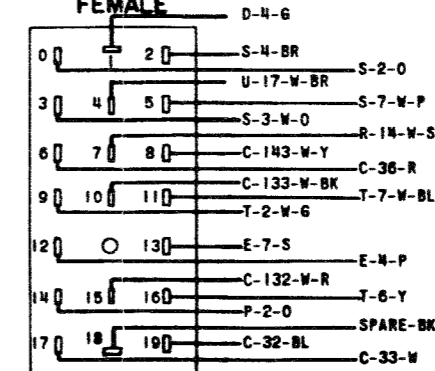 FEMALE
D-4-G
0 1 2 S-4-BR
S-2-O
U-17-W-BR
3 4 5 S-7-W-P
S-3-W-O
R-14-W-S
6 7 8 C-143-W-Y
C-36-R
C-133-W-BK
9 10 11 T-7-W-BL
T-2-W-G
12 13 E-7-S
E-4-P
C-132-W-R
14 15 16 T-6-Y
P-2-O
SPARE-BK
17 18 19 C-32-BL
C-33-W